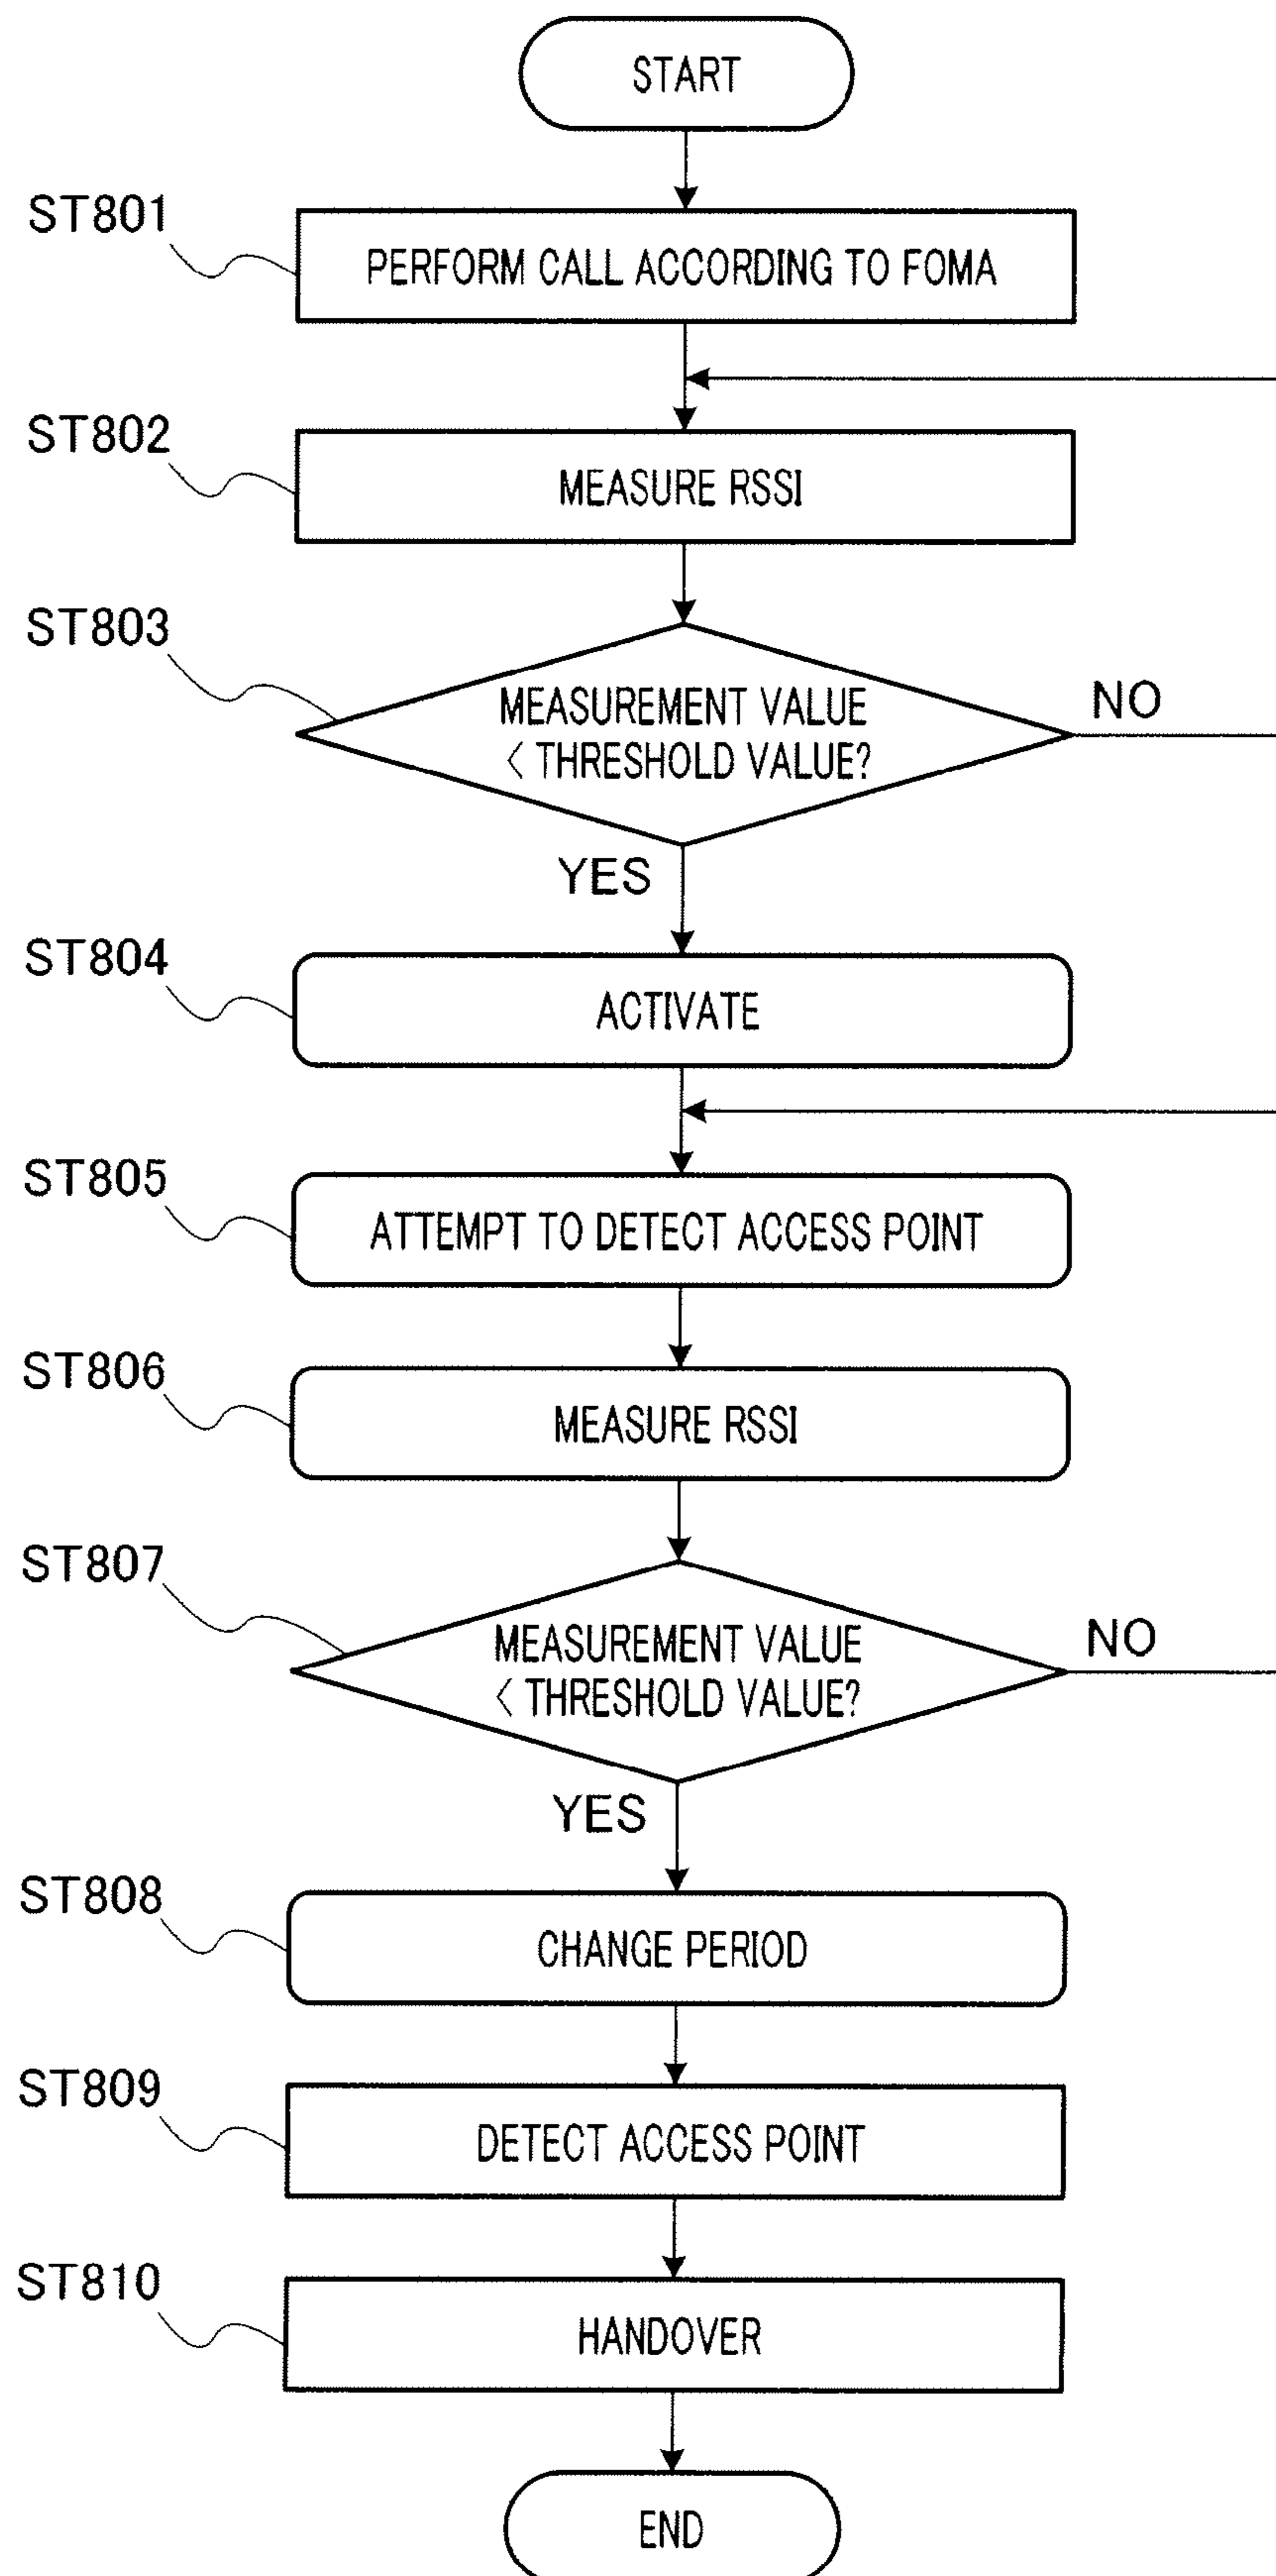 START
ST801
PERFORM CALL ACCORDING TO FOMA
ST802
MEASURE RSSI
ST803
MEASUREMENT VALUE
< THRESHOLD VALUE?
NO
YES
ST804
ACTIVATE
ST805
ATTEMPT TO DETECT ACCESS POINT
ST806
MEASURE RSSI
ST807
MEASUREMENT VALUE
< THRESHOLD VALUE?
NO
YES
ST808
CHANGE PERIOD
ST809
DETECT ACCESS POINT
ST810
HANDOVER
END